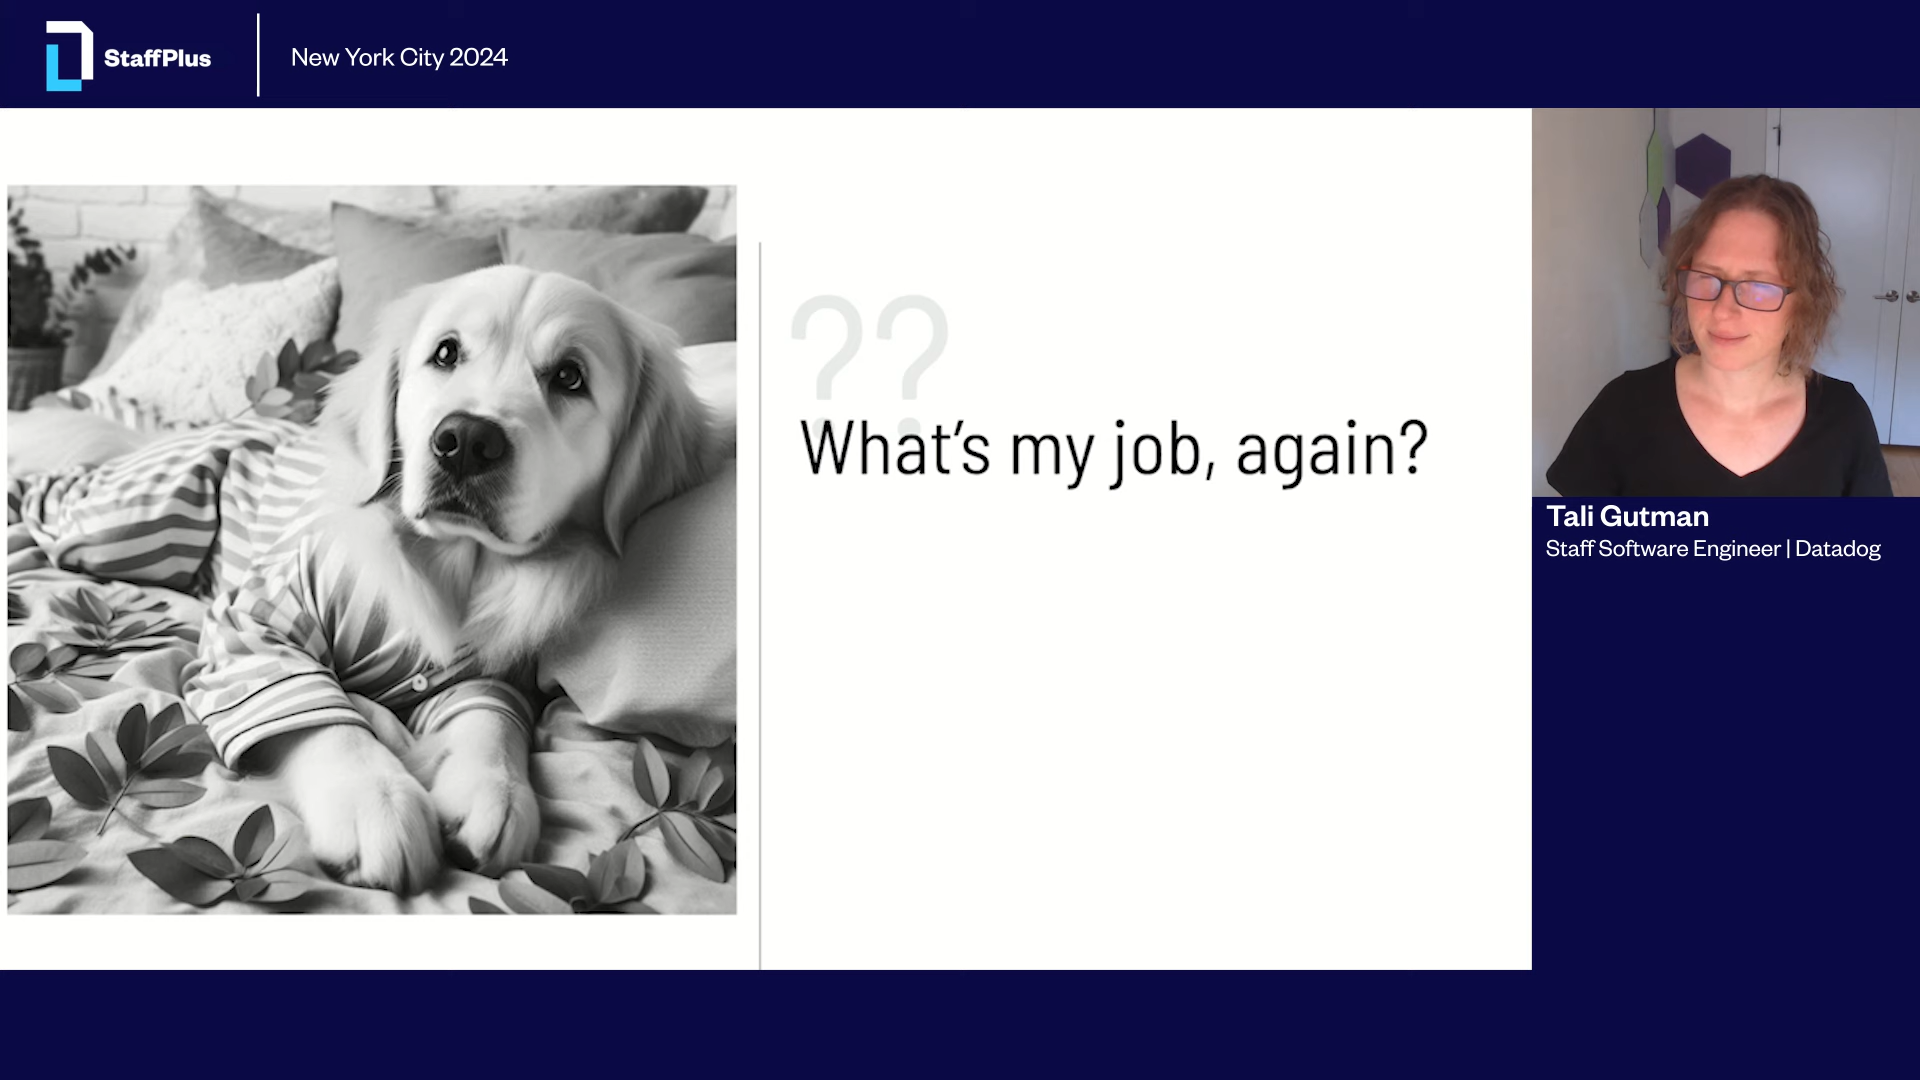 StaffPlus
New York City 2024
??
What's my job, again?
Tali Gutman
Staff Software Engineer | Datadog